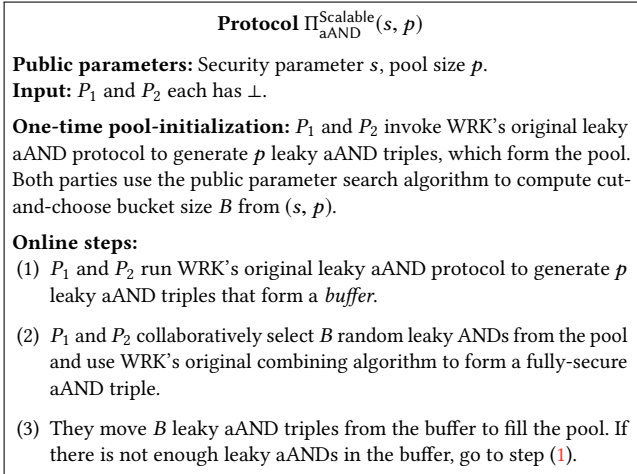 Protocol Π^Scalable_aAND(s, p)
Public parameters: Security parameter s, pool size p.
Input: P₁ and P₂ each has ⊥.
One-time pool-initialization: P₁ and P₂ invoke WRK's original leaky
aAND protocol to generate p leaky aAND triples, which form the pool.
Both parties use the public parameter search algorithm to compute cut-
and-choose bucket size B from (s, p).
Online steps:
(1) P₁ and P₂ run WRK's original leaky aAND protocol to generate p
leaky aAND triples that form a buffer.
(2) P₁ and P₂ collaboratively select B random leaky ANDs from the pool
and use WRK's original combining algorithm to form a fully-secure
aAND triple.
(3) They move B leaky aAND triples from the buffer to fill the pool. If
there is not enough leaky aANDs in the buffer, go to step (1).